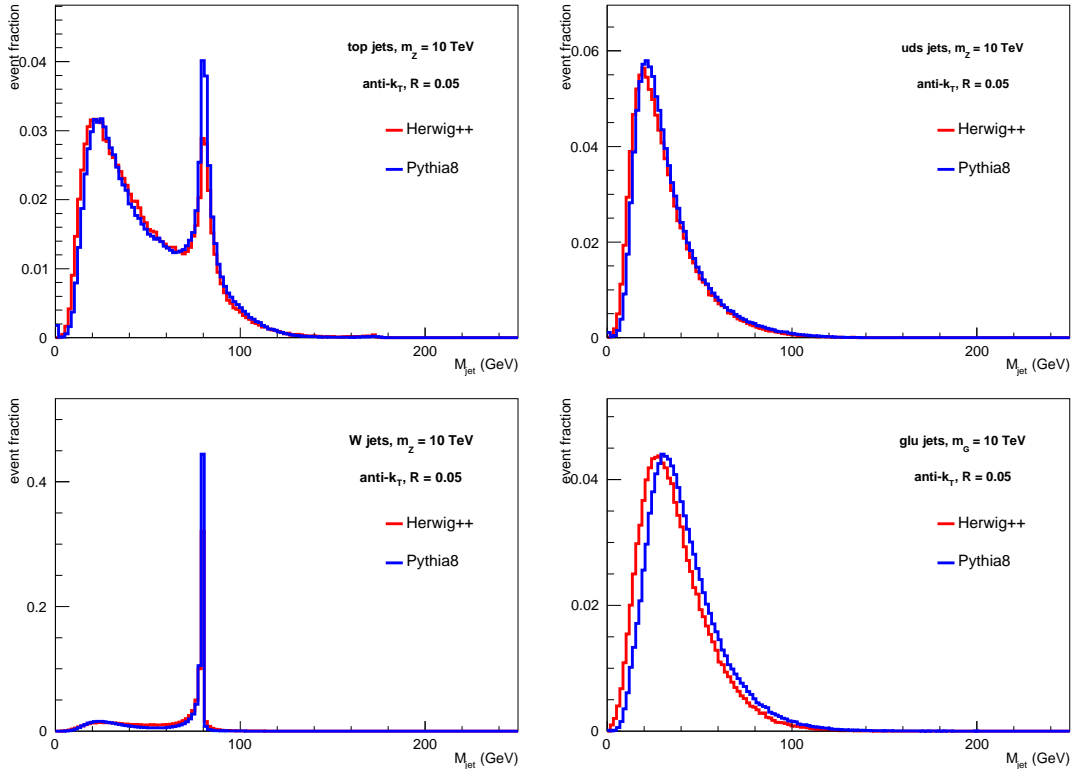 event fraction
top jets, m_Z = 10 TeV
anti-k_T, R = 0.05
Herwig++
Pythia8
0.04
0.03
0.02
0.01
0
0 100 200
M_jet (GeV)
event fraction
uds jets, m_Z = 10 TeV
anti-k_T, R = 0.05
Herwig++
Pythia8
0.06
0.04
0.02
0
0 100 200
M_jet (GeV)
event fraction
W jets, m_Z = 10 TeV
anti-k_T, R = 0.05
Herwig++
Pythia8
0.4
0.2
0
0 100 200
M_jet (GeV)
event fraction
glu jets, m_G = 10 TeV
anti-k_T, R = 0.05
Herwig++
Pythia8
0.04
0.02
0
0 100 200
M_jet (GeV)